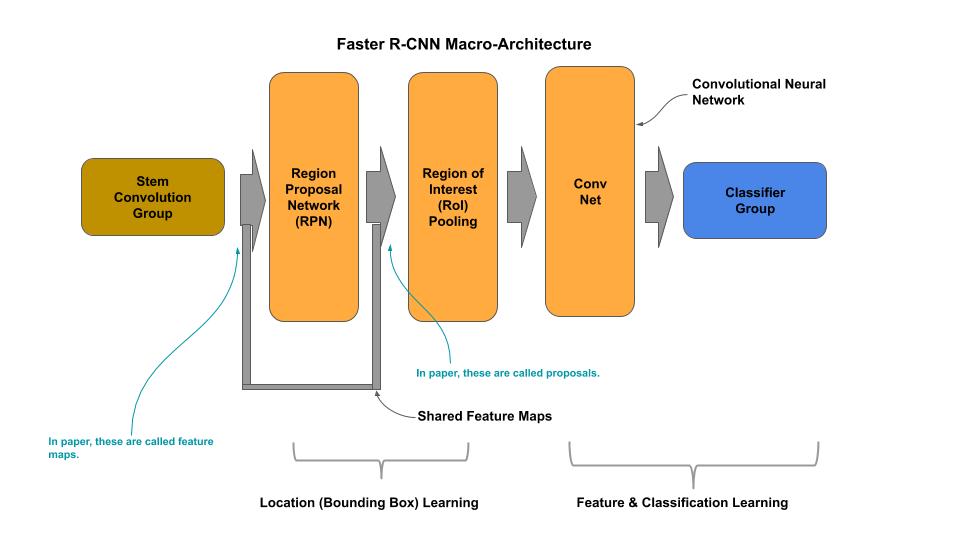 Faster R-CNN Macro-Architecture
Convolutional Neural
Network
Stem
Convolution
Group
Region
Proposal
Network
(RPN)
Region of
Interest
(RoI)
Pooling
Conv
Net
Classifier
Group
In paper, these are called proposals.
Shared Feature Maps
In paper, these are called feature
maps.
Location (Bounding Box) Learning
Feature & Classification Learning